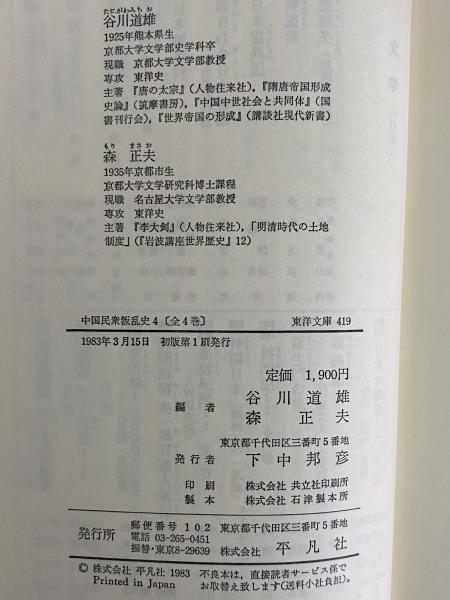 たにがわみちお
谷川道雄
1925年熊本県生
京都大学文学部史学科卒
現職 京都大学文学部教授
専攻 東洋史
主著 『唐の太宗』(人物往来社),『隋唐帝国形成
史論』(筑摩書房),『中国中世社会と共同体』(国
書刊行会),『世界帝国の形成』(講談社現代新書)
もり まさお
森 正夫
1935年京都市生
京都大学文学研究科博士課程
現職 名古屋大学文学部教授
専攻 東洋史
主著 『李大釗』(人物往来社),「明清時代の土地
制度」(『岩波講座世界歴史』12)
中国民衆叛乱史4〔全4巻〕 東洋文庫 419
1983年3月15日 初版第1刷発行
定価 1,900円
編者 谷川道雄
森正夫
東京都千代田区三番町5番地
発行者 下中邦彦
印刷 株式会社 共立社印刷所
製本 株式会社 石津製本所
発行所 郵便番号 102 東京都千代田区三番町5番地
電話 03-265-0451
振替・東京8-29639 株式会社 平凡社
© 株式会社 平凡社 1983 不良本は,直接読者サービス係で
Printed in Japan お取替え致します(送料小社負担)。